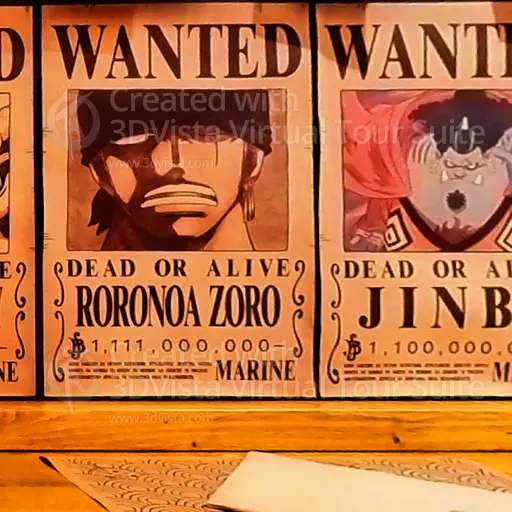 D
WANTED
WANTE
Created with
3DVista Virtual Tour Suite
www.3dvista.com
DEAD OR ALIVE
DEAD OR AL
RORONOA ZORO
JINB
฿1,111,000,000-
฿1,100,000,0
NE
MARINE
M
Created with
3DVista Virtual Tour Suite
www.3dvista.com